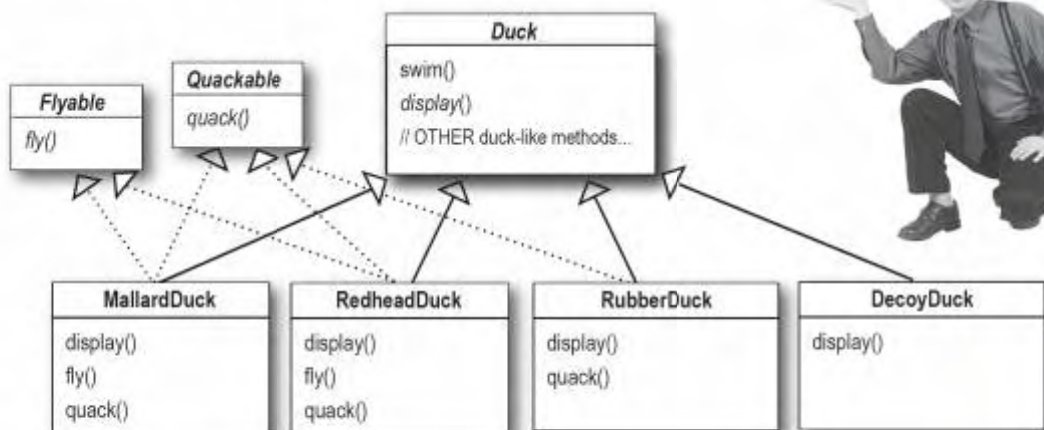 Duck
swim()
display()
// OTHER duck-like methods...
Quackable
quack()
Flyable
fly()
MallardDuck
display()
fly()
quack()
RedheadDuck
display()
fly()
quack()
RubberDuck
display()
quack()
DecoyDuck
display()